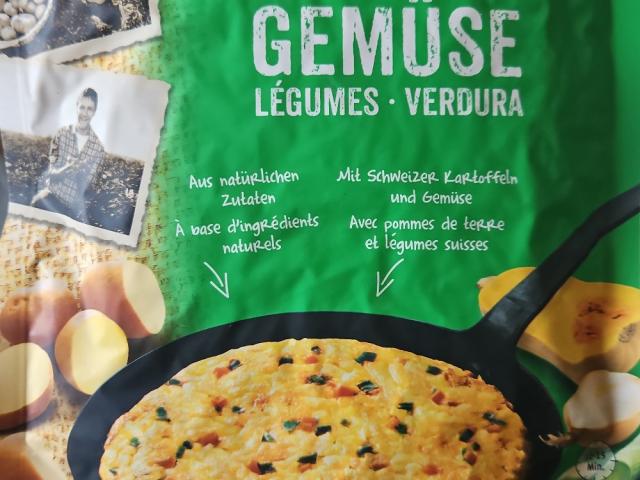 GEMÜSE
LÉGUMES · VERDURA
Aus natürlichen
Zutaten
À base d'ingrédients
naturels
Mit Schweizer Kartoffeln
und Gemüse
Avec pommes de terre
et légumes suisses
Min.